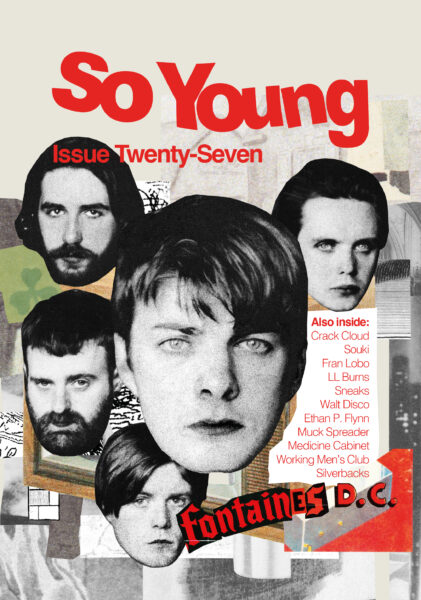 So Young
Issue Twenty-Seven
Also inside:
Crack Cloud
Souki
Fran Lobo
LL Burns
Sneaks
Walt Disco
Ethan P. Flynn
Muck Spreader
Medicine Cabinet
Working Men's Club
Silverbacks
Fontaines D.C.